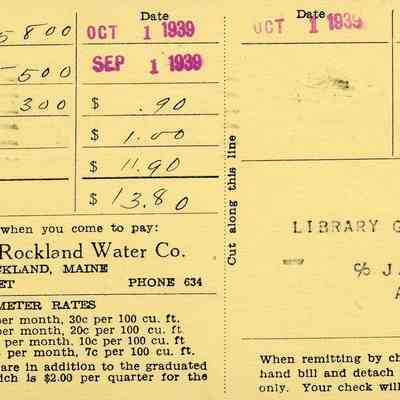 Date
5800 OCT 1 1939
500 SEP 1 1939
300 $ .90
$ 1.00
$ 11.90
$ 13.80
when you come to pay:
Rockland Water Co.
CKLAND, MAINE
ET PHONE 634
METER RATES
per month, 30c per 100 cu. ft.
per month, 20c per 100 cu. ft.
per month, 10c per 100 cu. ft
per month, 7c per 100 cu. ft.
are in addition to the graduated
ich is $2.00 per quarter for the
Cut along this line
Date
OCT 1 1939
LIBRARY G
c/o J A
A
When remitting by ch
hand bill and detach
only. Your check will